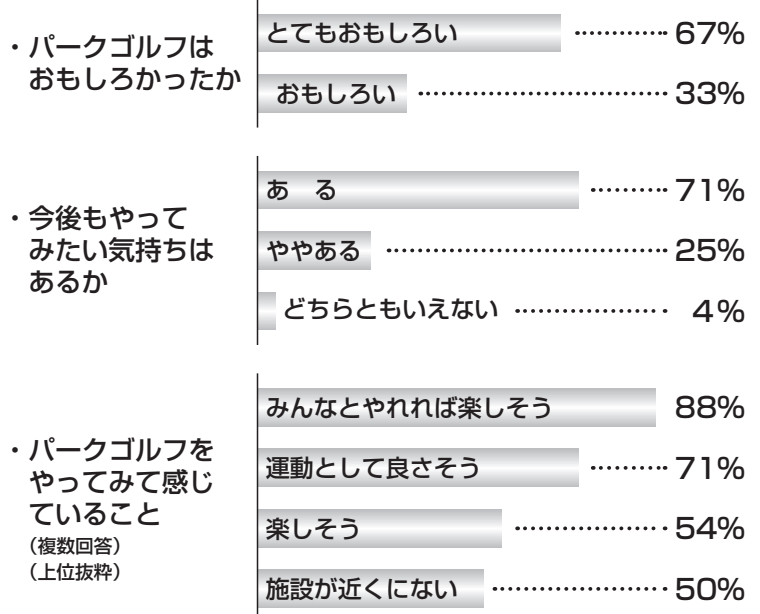 ・パークゴルフは
おもしろかったか
とてもおもしろい ………… 67%
おもしろい ………………………… 33%
・今後もやって
みたい気持ちは
あるか
あ　る ……… 71%
ややある …………………………… 25%
どちらともいえない ……………… 4%
・パークゴルフを
やってみて感じ
ていること
（複数回答）
（上位抜粋）
みんなとやれれば楽しそう 88%
運動として良さそう ……… 71%
楽しそう ……………… 54%
施設が近くにない ………………… 50%